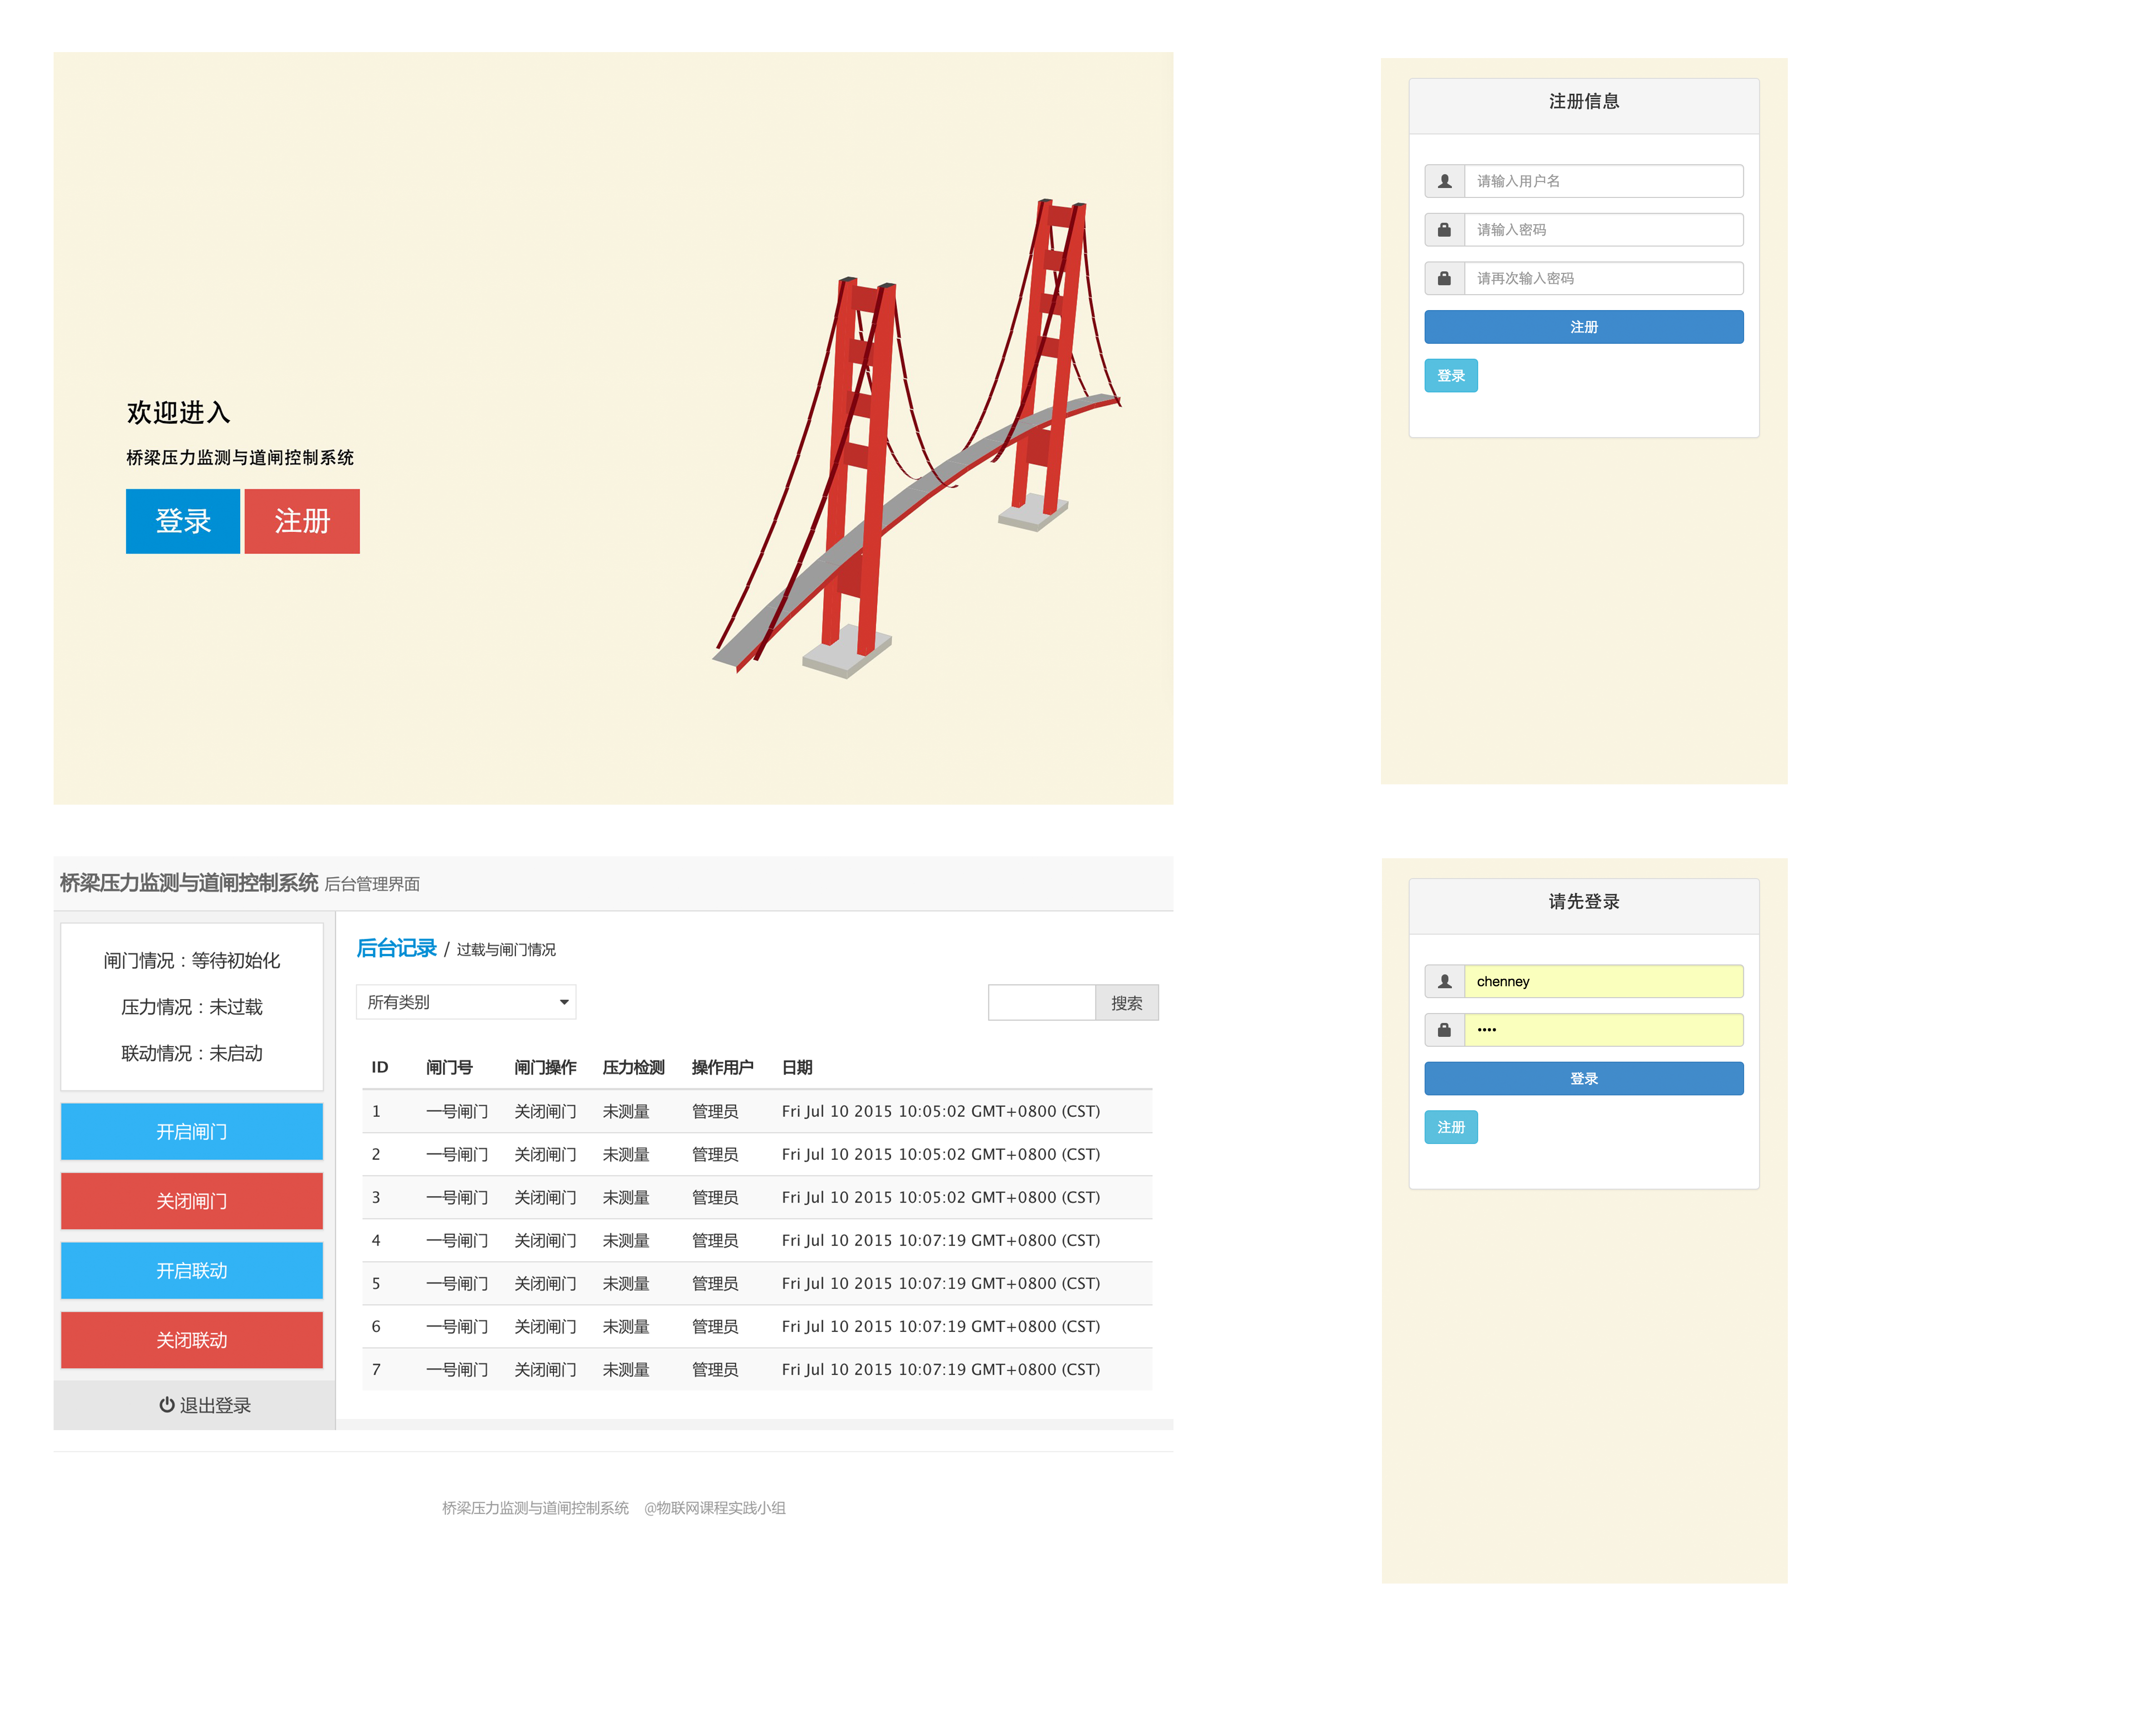 欢迎进入
桥梁压力监测与道闸控制系统
登录 注册
注册信息
请输入用户名
请输入密码
请再次输入密码
注册
登录
桥梁压力监测与道闸控制系统 后台管理界面
闸门情况：等待初始化
压力情况：未过载
联动情况：未启动
开启闸门
关闭闸门
开启联动
关闭联动
退出登录
后台记录 / 过载与闸门情况
所有类别 搜索
ID 闸门号 闸门操作 压力检测 操作用户 日期
1 一号闸门 关闭闸门 未测量 管理员 Fri Jul 10 2015 10:05:02 GMT+0800 (CST)
2 一号闸门 关闭闸门 未测量 管理员 Fri Jul 10 2015 10:05:02 GMT+0800 (CST)
3 一号闸门 关闭闸门 未测量 管理员 Fri Jul 10 2015 10:05:02 GMT+0800 (CST)
4 一号闸门 关闭闸门 未测量 管理员 Fri Jul 10 2015 10:07:19 GMT+0800 (CST)
5 一号闸门 关闭闸门 未测量 管理员 Fri Jul 10 2015 10:07:19 GMT+0800 (CST)
6 一号闸门 关闭闸门 未测量 管理员 Fri Jul 10 2015 10:07:19 GMT+0800 (CST)
7 一号闸门 关闭闸门 未测量 管理员 Fri Jul 10 2015 10:07:19 GMT+0800 (CST)
桥梁压力监测与道闸控制系统 @物联网课程实践小组
请先登录
chenney
••••
登录
注册